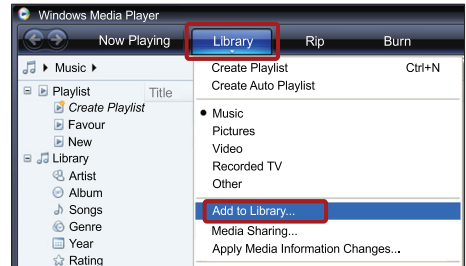 Windows Media Player
Now Playing Library Rip Burn
Music
Playlist
Create Playlist
Favour
New
Library
Artist
Album
Songs
Genre
Year
Rating
Title
Create Playlist Ctrl+N
Create Auto Playlist
Music
Pictures
Video
Recorded TV
Other
Add to Library...
Media Sharing...
Apply Media Information Changes...